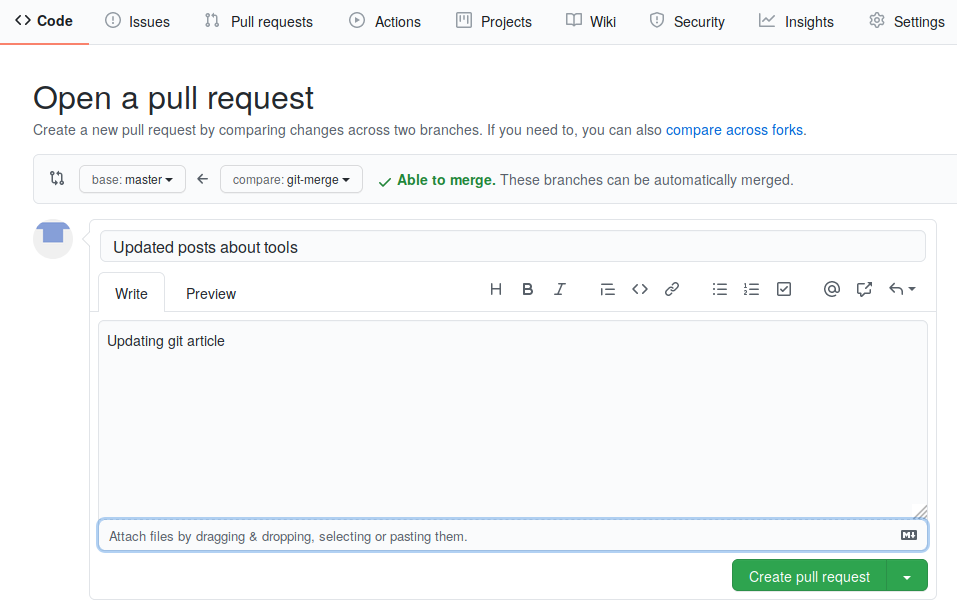 Code Issues Pull requests Actions Projects Wiki Security Insights Settings
Open a pull request
Create a new pull request by comparing changes across two branches. If you need to, you can also compare across forks.
base: master compare: git-merge Able to merge. These branches can be automatically merged.
Updated posts about tools
Write Preview
Updating git article
Attach files by dragging & dropping, selecting or pasting them.
Create pull request